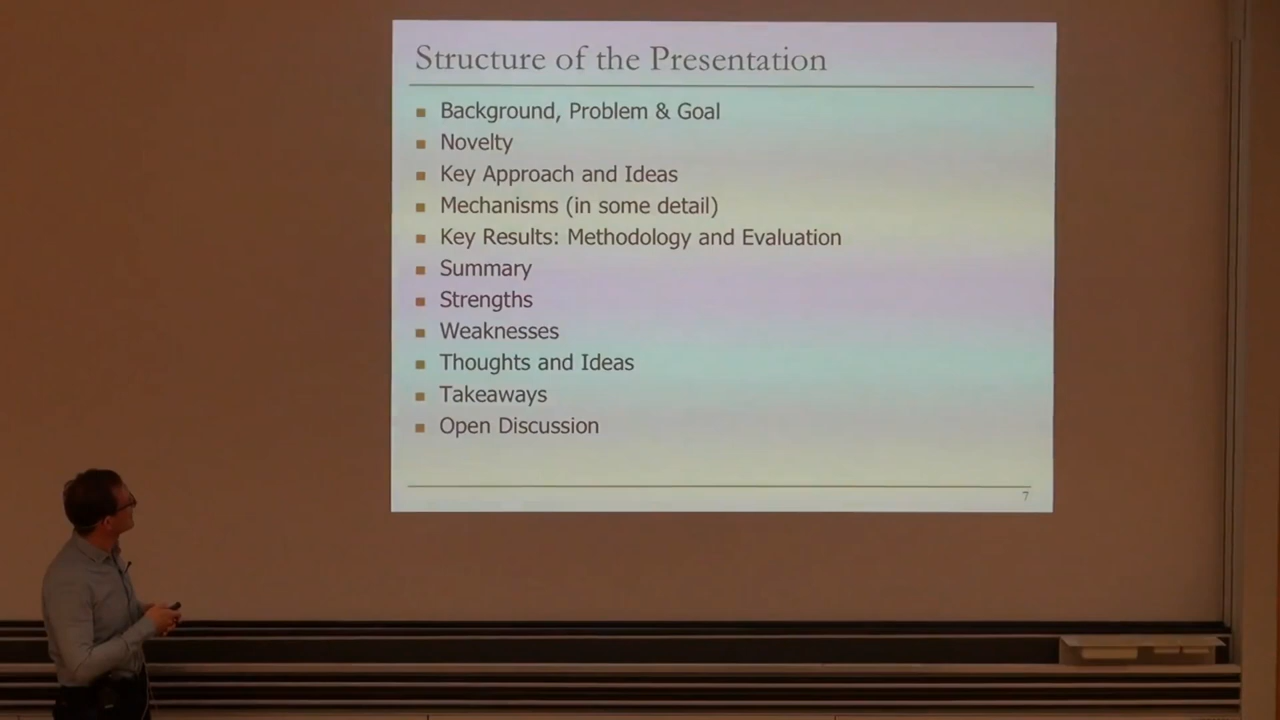 Structure of the Presentation
Background, Problem & Goal
Novelty
Key Approach and Ideas
Mechanisms (in some detail)
Key Results: Methodology and Evaluation
Summary
Strengths
Weaknesses
Thoughts and Ideas
Takeaways
Open Discussion
7